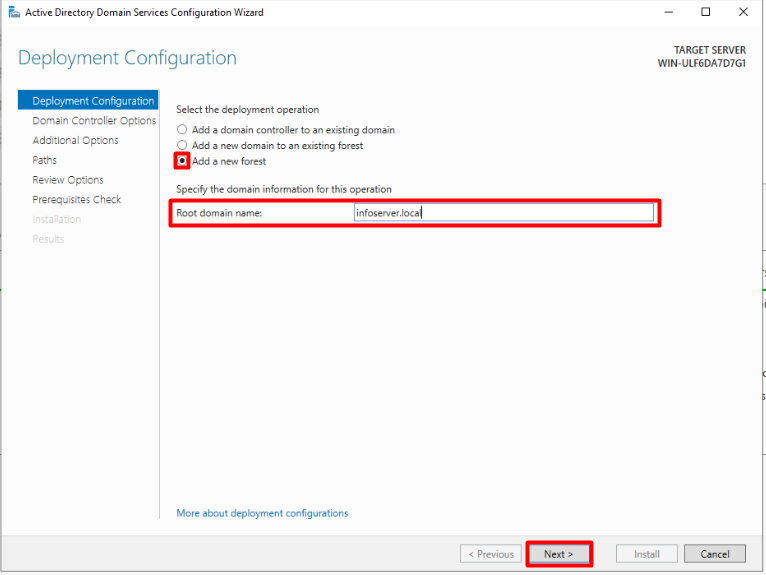 Active Directory Domain Services Configuration Wizard
Deployment Configuration
TARGET SERVER
WIN-ULF6DA7D7G1
Deployment Configuration
Domain Controller Options
Additional Options
Paths
Review Options
Prerequisites Check
Installation
Results
Select the deployment operation
Add a domain controller to an existing domain
Add a new domain to an existing forest
Add a new forest
Specify the domain information for this operation
Root domain name: infoserver.local
More about deployment configurations
< Previous Next > Install Cancel